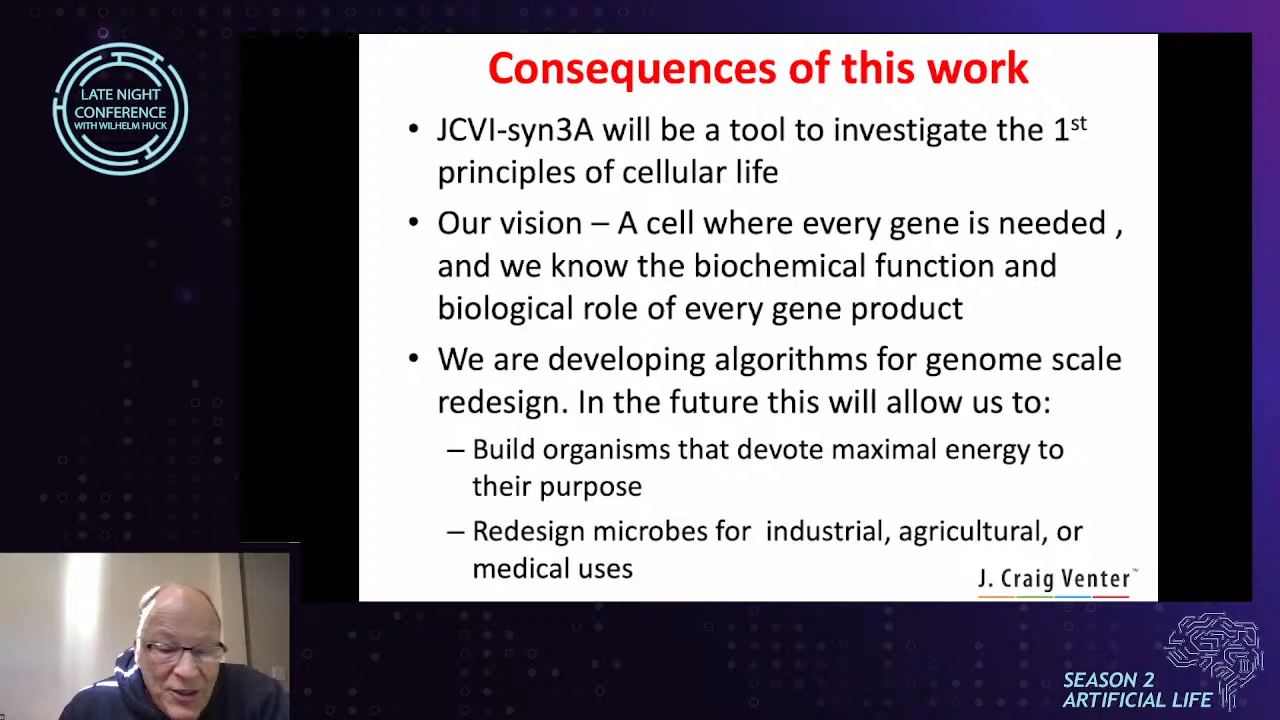 LATE NIGHT
CONFERENCE
WITH WILHELM HUCK
Consequences of this work
• JCVI-syn3A will be a tool to investigate the 1st
principles of cellular life
• Our vision – A cell where every gene is needed ,
and we know the biochemical function and
biological role of every gene product
• We are developing algorithms for genome scale
redesign. In the future this will allow us to:
– Build organisms that devote maximal energy to
their purpose
– Redesign microbes for  industrial, agricultural, or
medical uses
J. Craig Venter™
SEASON 2
ARTIFICIAL LIFE